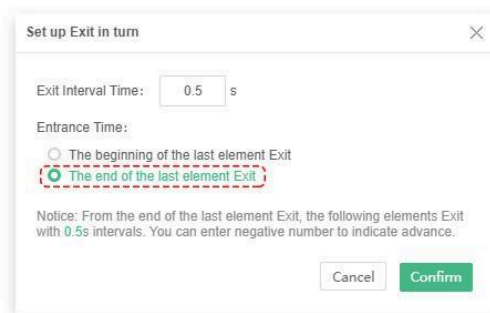 Set up Exit in turn
Exit Interval Time: 0.5 s
Entrance Time:
The beginning of the last element Exit
The end of the last element Exit
Notice: From the end of the last element Exit, the following elements Exit
with 0.5s intervals. You can enter negative number to indicate advance.
Cancel Confirm